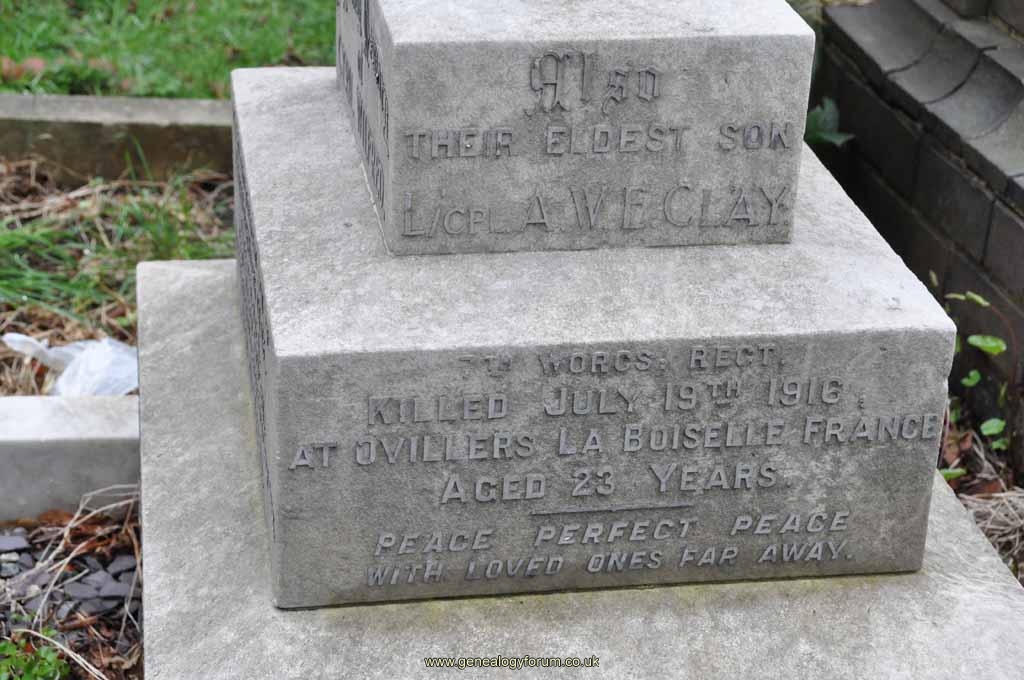 Also
THEIR ELDEST SON
L/CPL A W E CLAY
7TH WORCS: REGT.
KILLED JULY 19TH 1916.
AT OVILLERS LA BOISELLE FRANCE
AGED 23 YEARS.
PEACE PERFECT PEACE
WITH LOVED ONES FAR AWAY.
www.genealogyforum.co.uk